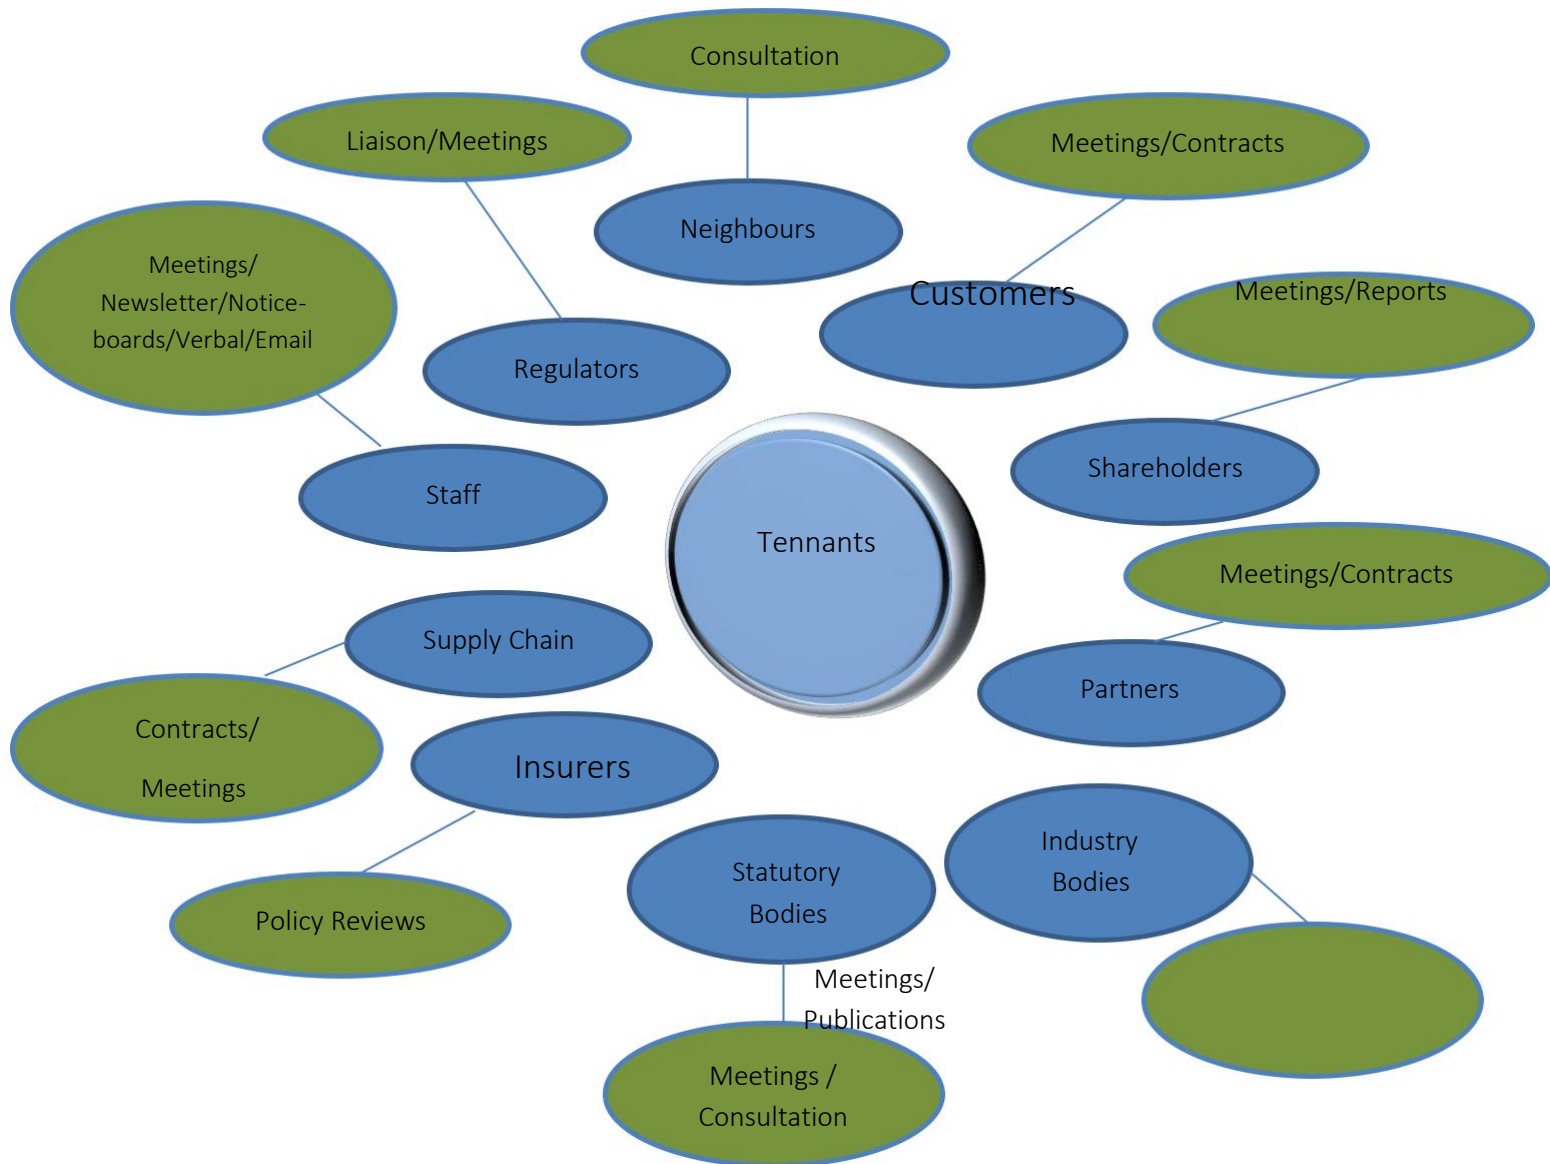 Consultation
Liaison/Meetings
Meetings/Contracts
Neighbours
Meetings/
Newsletter/Notice-
boards/Verbal/Email
Customers
Meetings/Reports
Regulators
Shareholders
Staff
Tennants
Meetings/Contracts
Supply Chain
Partners
Contracts/
Meetings
Insurers
Industry
Bodies
Statutory
Bodies
Policy Reviews
Meetings/
Publications
Meetings /
Consultation